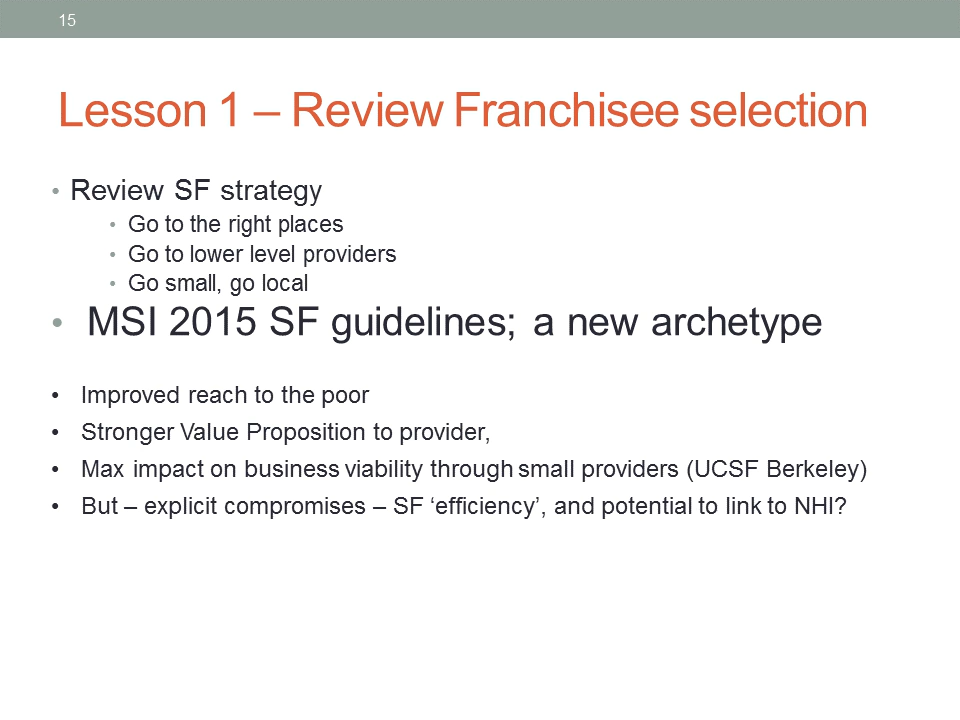 15
Lesson 1 – Review Franchisee selection
• Review SF strategy
• Go to the right places
• Go to lower level providers
• Go small, go local
• MSI 2015 SF guidelines; a new archetype
• Improved reach to the poor
• Stronger Value Proposition to provider,
• Max impact on business viability through small providers (UCSF Berkeley)
• But – explicit compromises – SF ‘efficiency’, and potential to link to NHI?